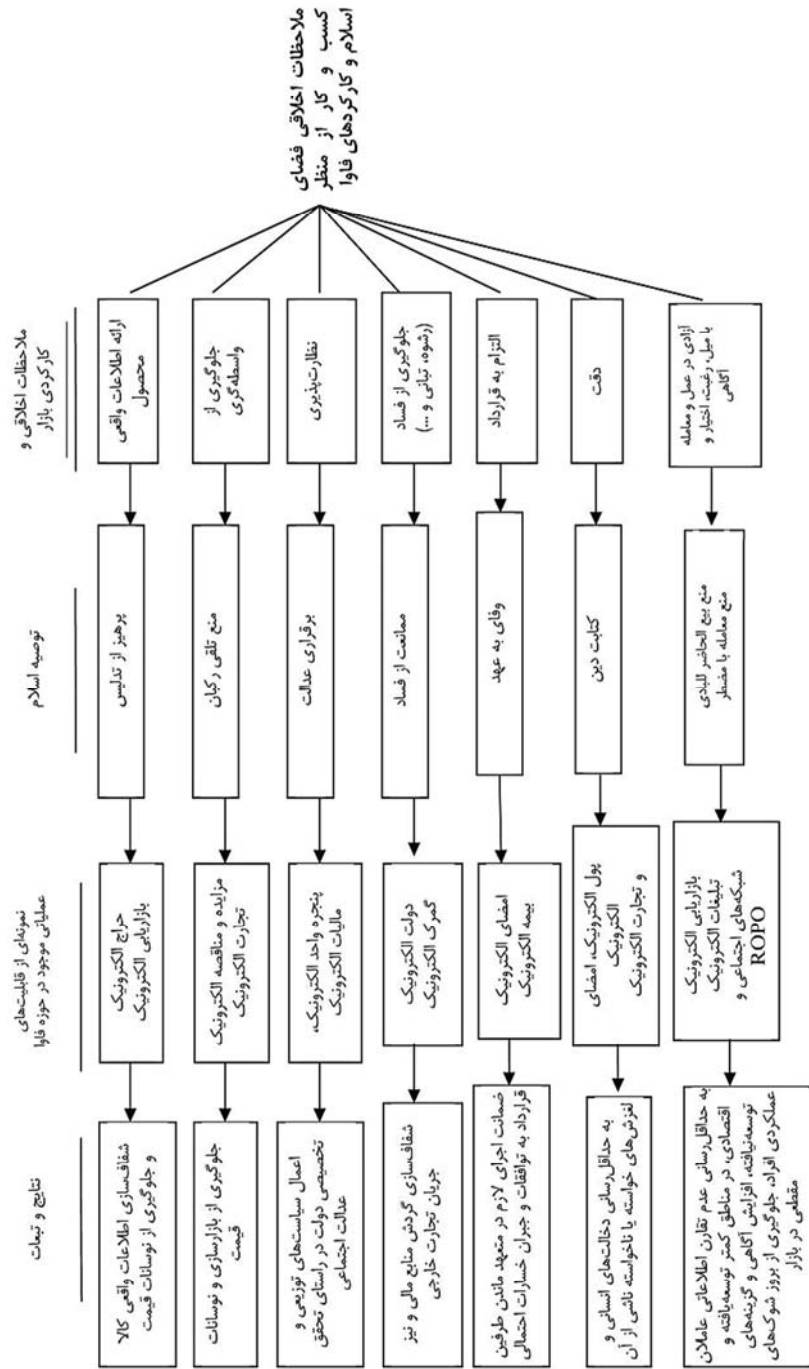 ملاحظات اخلاقی فضای
کسب و کار از منظر
اسلام و کارکردهای فاوا
ملاحظات اخلاقی و
کارکردی بازار
ارائه اطلاعات واقعی
محصول
جلوگیری از
واسطه‌گری
نظارت‌پذیری
جلوگیری از فساد
(رشوه، تبانی و ...)
التزام به قرارداد
دقت
آزادی در عمل و معامله
با میل، رغبت، اختیار و
آگاهی
توصیه اسلام
پرهیز از تدلیس
منع تلقی رکبان
برقراری عدالت
ممانعت از فساد
وفای به عهد
کتابت دین
منع بیع الحاضر للبادی
منع معامله با مضطر
نمونه‌ای از قابلیت‌های
عملیاتی موجود در حوزه فاوا
حراج الکترونیک
بازاریابی الکترونیک
مزایده و مناقصه الکترونیک
تجارت الکترونیک
پنجره واحد الکترونیک،
مالیات الکترونیک
دولت الکترونیک
گمرک الکترونیک
امضای الکترونیک
بیمه الکترونیک
پول الکترونیک، امضای
الکترونیک
و تجارت الکترونیک
بازاریابی الکترونیک
تبلیغات الکترونیک
شبکه‌های اجتماعی و
ROPO
نتایج و تبعات
شفاف‌سازی اطلاعات واقعی کالا
و جلوگیری از نوسانات قیمت
جلوگیری از بازارسازی و نوسانات
قیمت
اعمال سیاست‌های توزیعی و
تخصیصی دولت در راستای تحقق
عدالت اجتماعی
شفاف‌سازی گردش منابع مالی و نیز
جریان تجارت خارجی
ضمانت اجرای لازم در متعهد ماندن طرفین
قرارداد به توافقات و جبران خسارات احتمالی
به حداقل‌رسانی دخالت‌های انسانی و
لغزش‌های خواسته یا ناخواسته ناشی از آن
به حداقل‌رسانی عدم تقارن اطلاعاتی عاملان
اقتصادی، در مناطق کمتر توسعه‌یافته و
توسعه‌نیافته، افزایش آگاهی و گزینه‌های
عملکردی افراد، جلوگیری از بروز شوک‌های
مقطعی در بازار